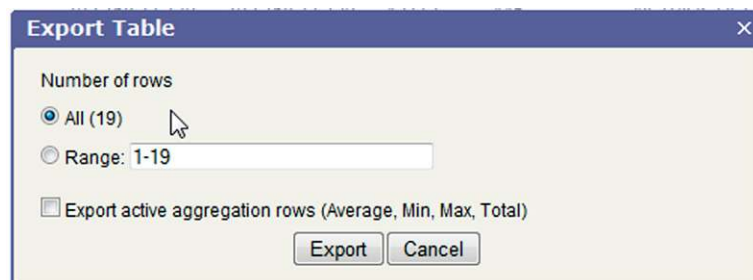 Export Table
Number of rows
All (19)
Range: 1-19
Export active aggregation rows (Average, Min, Max, Total)
Export Cancel